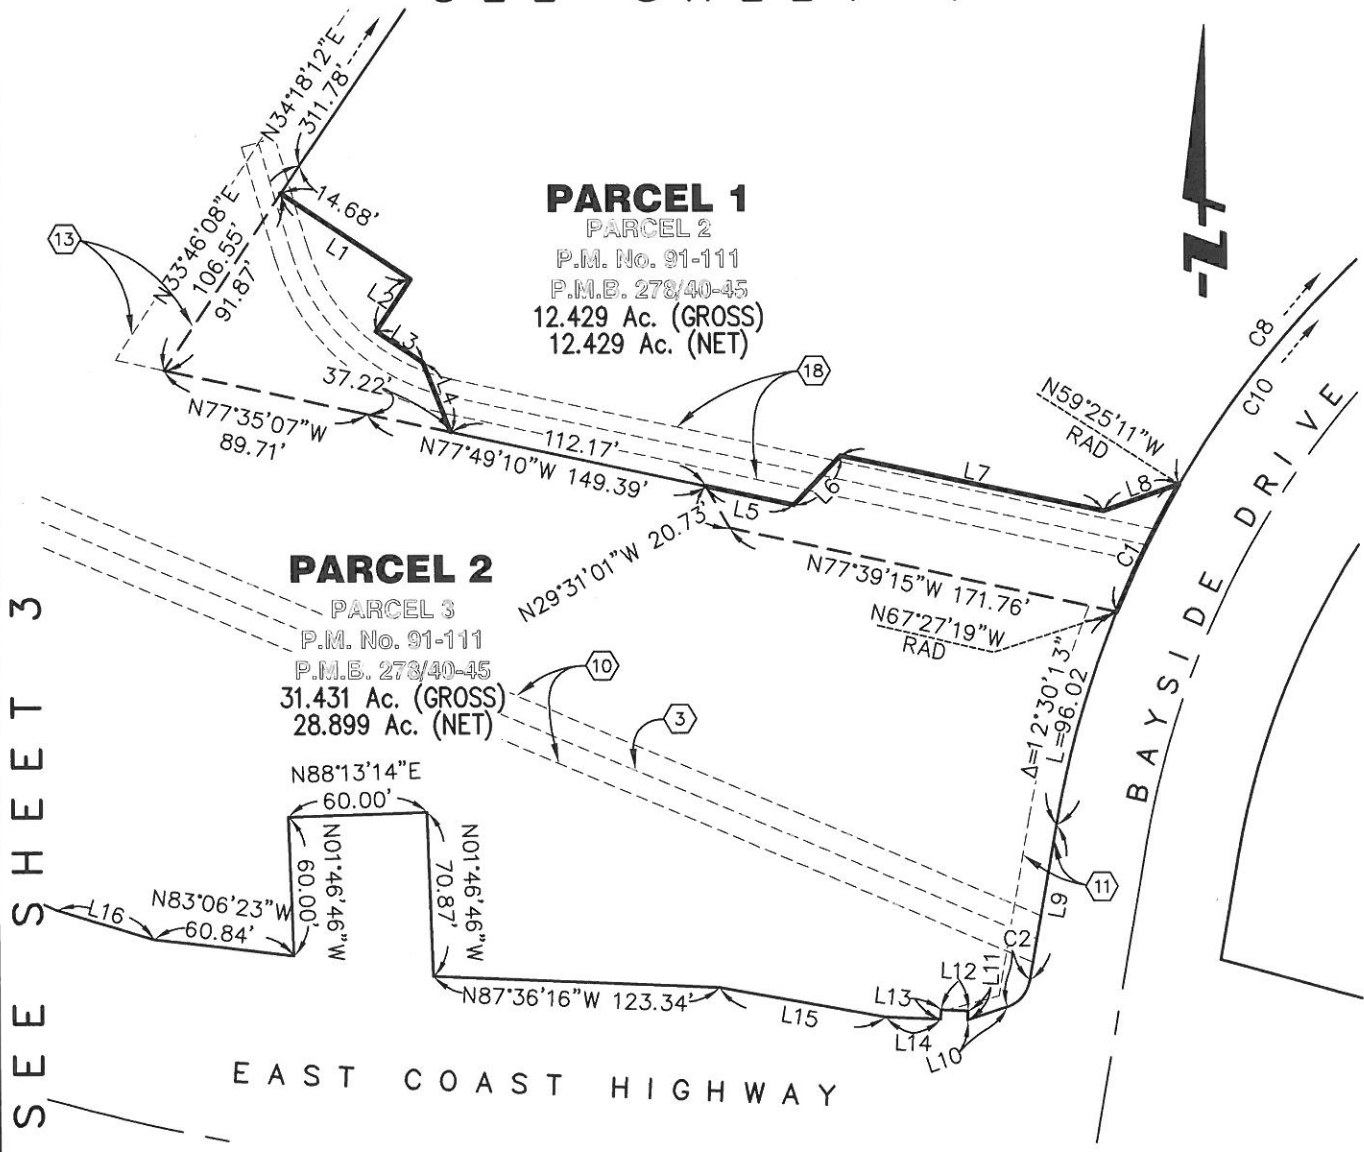 N34°18'12"E
311.78'
N33°46'08"E
106.55'
91.87'
13
14.68'
L1
L2
L3
L4
37.22'
PARCEL 1
PARCEL 2
P.M. No. 91-111
P.M.B. 278/40-45
12.429 Ac. (GROSS)
12.429 Ac. (NET)
18
N
C8
C10
N59°25'11"W
RAD
N77°35'07"W
89.71'
112.17'
N77°49'10"W 149.39'
L5
L6
L7
L8
C1
N29°31'01"W 20.73'
N77°39'15"W 171.76'
N67°27'19"W
RAD
BAYSIDE DRIVE
SEE SHEET 3
PARCEL 2
PARCEL 3
P.M. No. 91-111
P.M.B. 278/40-45
31.431 Ac. (GROSS)
28.899 Ac. (NET)
10
3
Δ=12°30'13"
L=96.02
11
N88°13'14"E
60.00'
N01°46'46"W
60.00'
N01°46'46"W
70.87'
L16
N83°06'23"W
60.84'
N87°36'16"W 123.34'
L15
L13
L12
L11
L14
L10
C2
L9
EAST COAST HIGHWAY